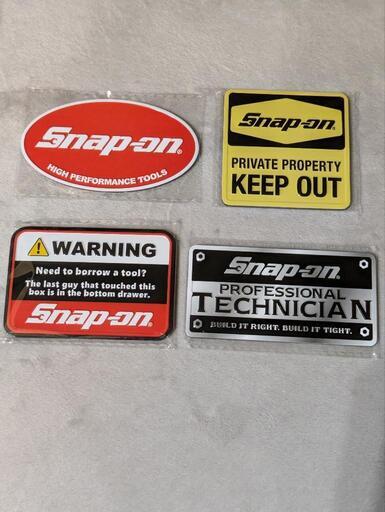 Snap-on®
HIGH PERFORMANCE TOOLS
Snap-on®
PRIVATE PROPERTY
KEEP OUT
WARNING
Need to borrow a tool?
The last guy that touched this
box is in the bottom drawer.
Snap-on®
Snap-on®
PROFESSIONAL
TECHNICIAN
BUILD IT RIGHT. BUILD IT TIGHT.